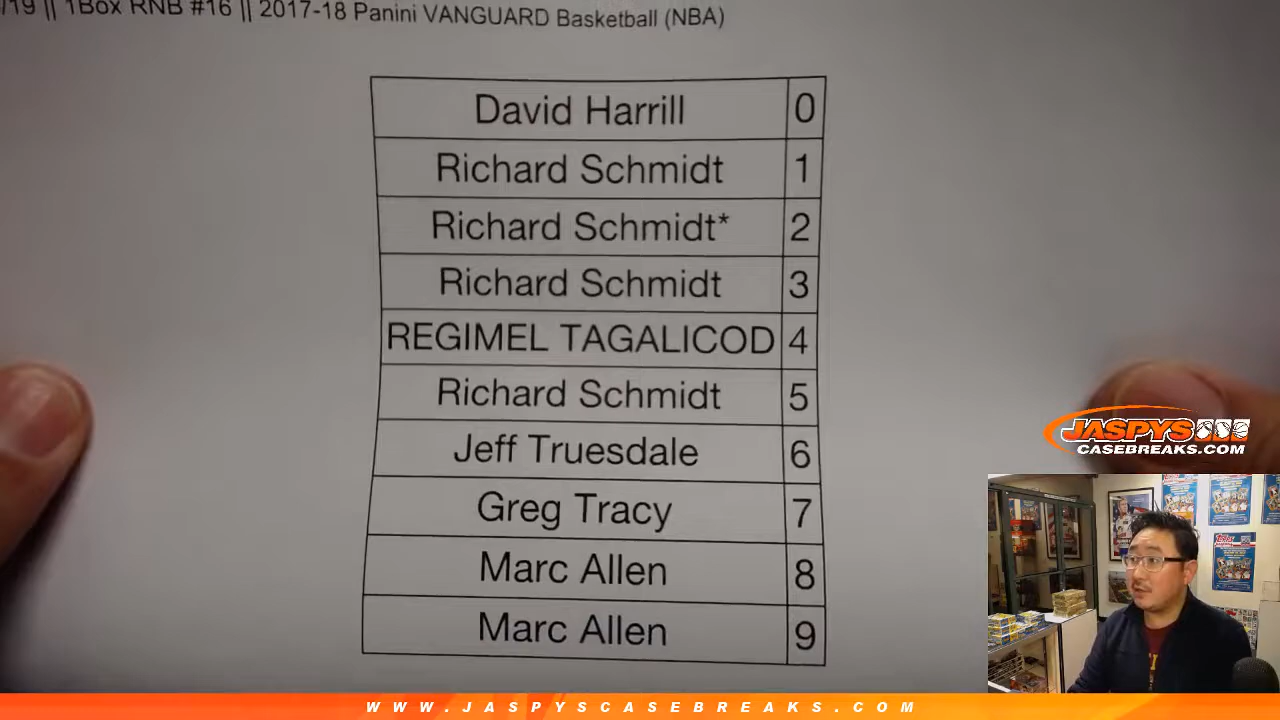 /19 || 1Box RNB #16 || 2017-18 Panini VANGUARD Basketball (NBA)
David Harrill 0
Richard Schmidt 1
Richard Schmidt* 2
Richard Schmidt 3
REGIMEL TAGALICOD 4
Richard Schmidt 5
Jeff Truesdale 6
Greg Tracy 7
Marc Allen 8
Marc Allen 9
JASPYS
CASEBREAKS.COM
topps
WWW.JASPYSCASEBREAKS.COM